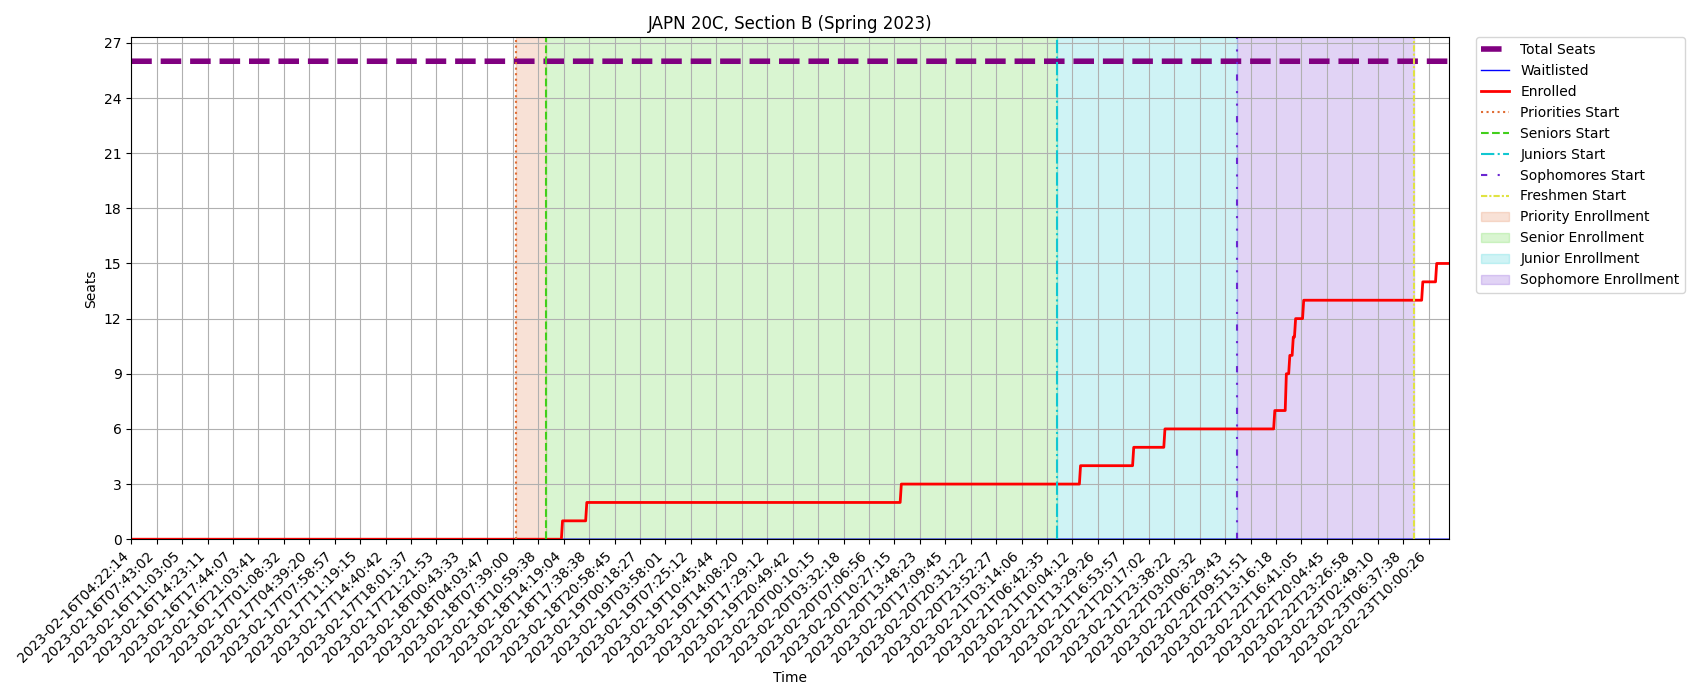 JAPN 20C, Section B (Spring 2023)
27
24
21
18
15
12
9
6
3
0
Seats
2023-02-16T04:22:14
2023-02-16T07:43:02
2023-02-16T11:03:05
2023-02-16T14:23:11
2023-02-16T17:44:07
2023-02-16T21:03:41
2023-02-17T01:08:32
2023-02-17T04:39:20
2023-02-17T07:58:57
2023-02-17T11:19:15
2023-02-17T14:40:42
2023-02-17T18:01:37
2023-02-17T21:21:53
2023-02-18T00:43:33
2023-02-18T04:03:47
2023-02-18T07:39:00
2023-02-18T10:59:38
2023-02-18T14:19:04
2023-02-18T17:38:38
2023-02-18T20:58:45
2023-02-19T00:18:27
2023-02-19T03:58:01
2023-02-19T07:25:12
2023-02-19T10:45:44
2023-02-19T14:08:20
2023-02-19T17:29:12
2023-02-19T20:49:42
2023-02-20T00:10:15
2023-02-20T03:32:18
2023-02-20T07:06:56
2023-02-20T10:27:15
2023-02-20T13:48:23
2023-02-20T17:09:45
2023-02-20T20:31:22
2023-02-20T23:52:27
2023-02-21T03:14:06
2023-02-21T06:42:35
2023-02-21T10:04:12
2023-02-21T13:29:26
2023-02-21T16:53:57
2023-02-21T20:17:02
2023-02-21T23:38:22
2023-02-22T03:00:32
2023-02-22T06:29:43
2023-02-22T09:51:51
2023-02-22T13:16:18
2023-02-22T16:41:05
2023-02-22T20:04:45
2023-02-22T23:26:58
2023-02-23T02:49:10
2023-02-23T06:37:38
2023-02-23T10:00:26
Time
Total Seats
Waitlisted
Enrolled
Priorities Start
Seniors Start
Juniors Start
Sophomores Start
Freshmen Start
Priority Enrollment
Senior Enrollment
Junior Enrollment
Sophomore Enrollment